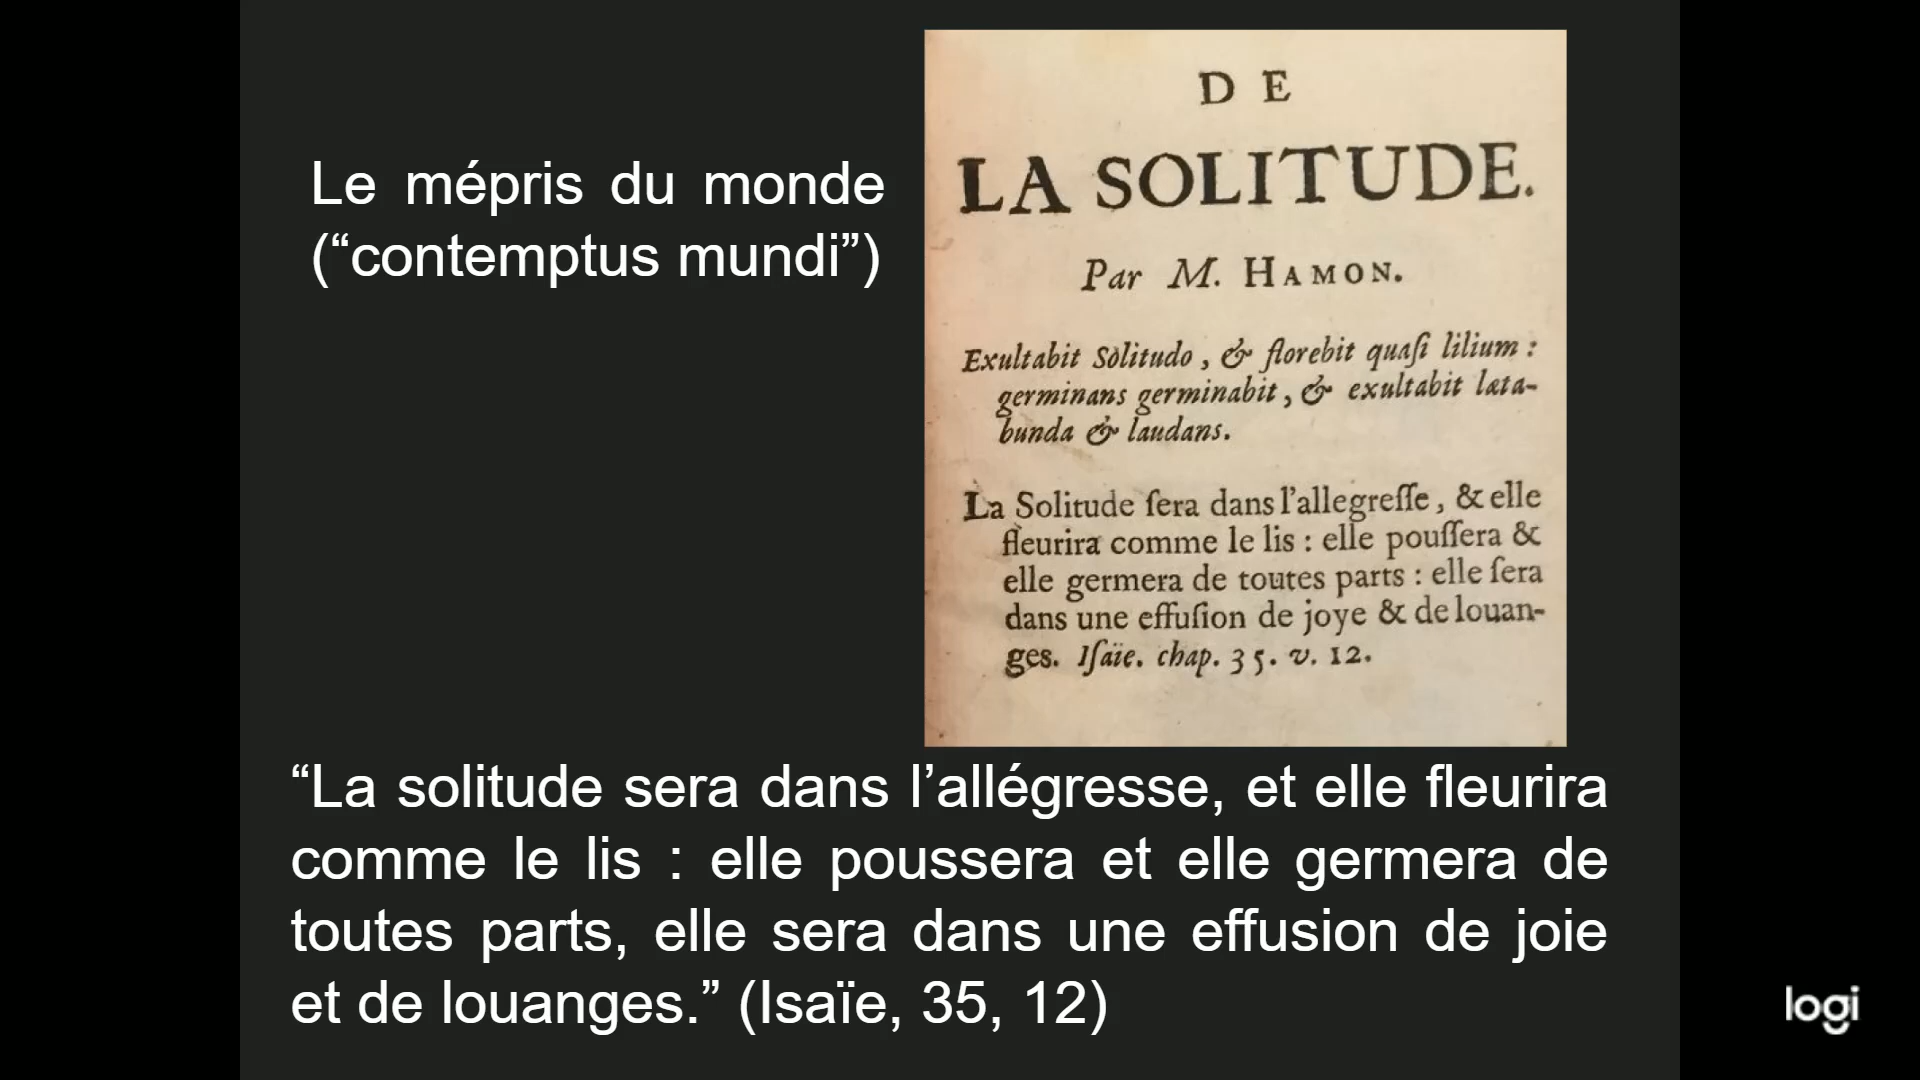 Le mépris du monde
(“contemptus mundi”)
DE
LA SOLITUDE.
Par M. HAMON.
Exultabit Solitudo, & florebit quaſi lilium :
germinans germinabit, & exultabit læta-
bunda & laudans.
La Solitude ſera dans l’allegreſſe, & elle
fleurira comme le lis : elle pouſſera &
elle germera de toutes parts : elle ſera
dans une effuſion de joye & de louan-
ges. Iſaïe. chap. 35. v. 12.
“La solitude sera dans l’allégresse, et elle fleurira
comme le lis : elle poussera et elle germera de
toutes parts, elle sera dans une effusion de joie
et de louanges.” (Isaïe, 35, 12)
logi